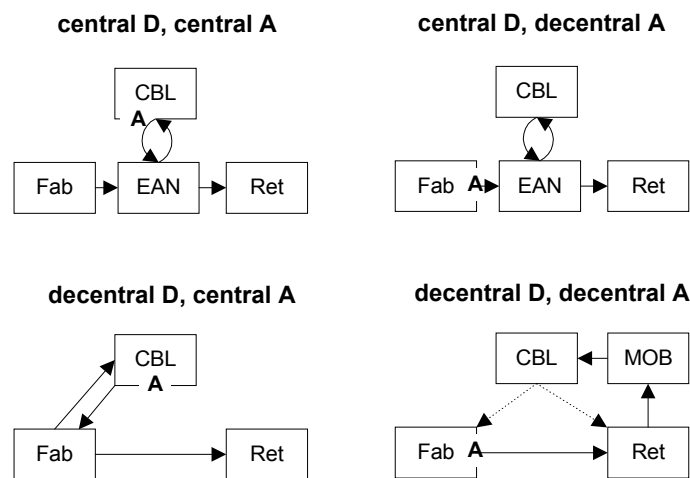 central D, central A
CBL
A
Fab
EAN
Ret
central D, decentral A
CBL
Fab
A
EAN
Ret
decentral D, central A
CBL
A
Fab
Ret
decentral D, decentral A
CBL
MOB
Fab
A
Ret